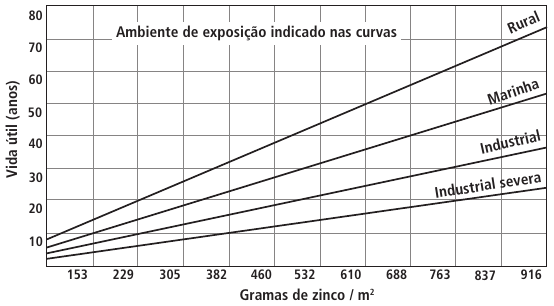 Ambiente de exposição indicado nas curvas
Rural
Marinha
Industrial
Industrial severa
Vida útil (anos)
80
70
60
50
40
30
20
10
153 229 305 382 460 532 610 688 763 837 916
Gramas de zinco / m²